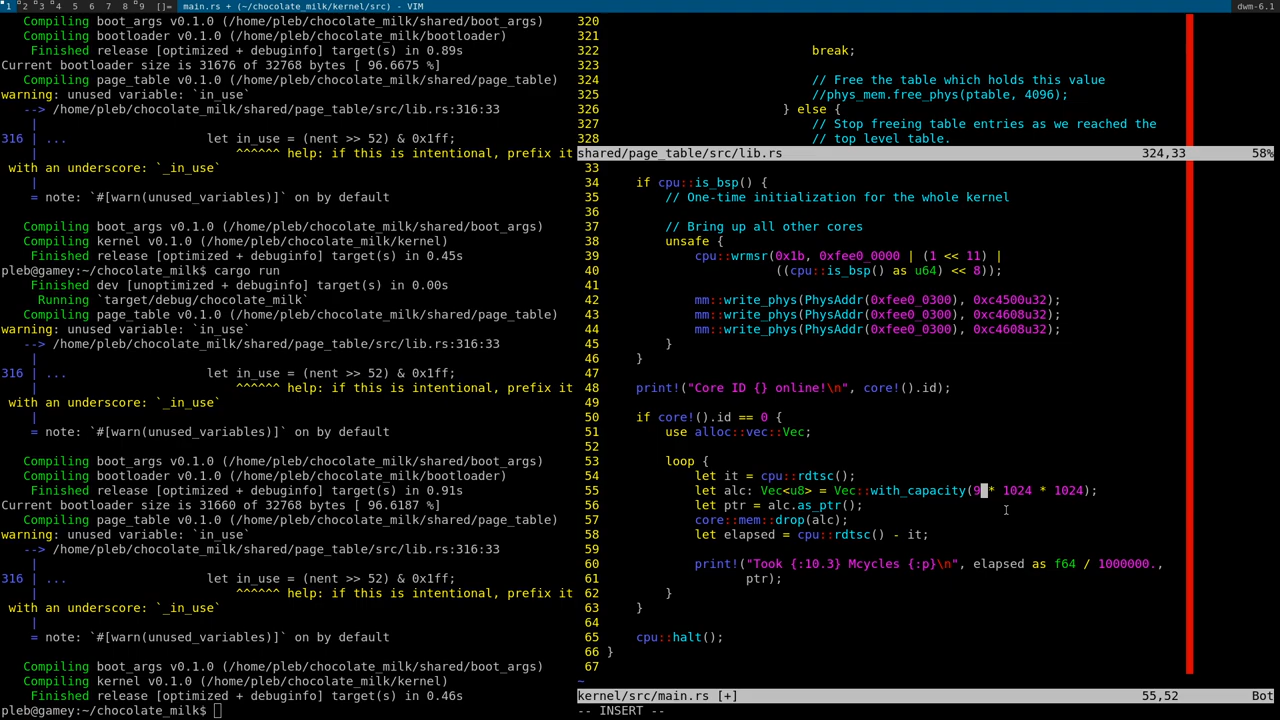 1 2 3 4 5 6 7 8 9 []= main.rs + (~/chocolate_milk/kernel/src) - VIM dwm-6.1
Compiling boot_args v0.1.0 (/home/pleb/chocolate_milk/shared/boot_args)
Compiling bootloader v0.1.0 (/home/pleb/chocolate_milk/bootloader)
Finished release [optimized + debuginfo] target(s) in 0.89s
Current bootloader size is 31676 of 32768 bytes [ 96.6675 %]
Compiling page_table v0.1.0 (/home/pleb/chocolate_milk/shared/page_table)
warning: unused variable: `in_use`
--> /home/pleb/chocolate_milk/shared/page_table/src/lib.rs:316:33
|
316 | ... let in_use = (nent >> 52) & 0x1ff;
| ^^^^^^ help: if this is intentional, prefix it
with an underscore: `_in_use`
|
= note: `#[warn(unused_variables)]` on by default
Compiling boot_args v0.1.0 (/home/pleb/chocolate_milk/shared/boot_args)
Compiling kernel v0.1.0 (/home/pleb/chocolate_milk/kernel)
Finished release [optimized + debuginfo] target(s) in 0.45s
pleb@gamey:~/chocolate_milk$ cargo run
Finished dev [unoptimized + debuginfo] target(s) in 0.00s
Running `target/debug/chocolate_milk`
Compiling page_table v0.1.0 (/home/pleb/chocolate_milk/shared/page_table)
warning: unused variable: `in_use`
--> /home/pleb/chocolate_milk/shared/page_table/src/lib.rs:316:33
|
316 | ... let in_use = (nent >> 52) & 0x1ff;
| ^^^^^^ help: if this is intentional, prefix it
with an underscore: `_in_use`
|
= note: `#[warn(unused_variables)]` on by default
Compiling boot_args v0.1.0 (/home/pleb/chocolate_milk/shared/boot_args)
Compiling bootloader v0.1.0 (/home/pleb/chocolate_milk/bootloader)
Finished release [optimized + debuginfo] target(s) in 0.91s
Current bootloader size is 31660 of 32768 bytes [ 96.6187 %]
Compiling page_table v0.1.0 (/home/pleb/chocolate_milk/shared/page_table)
warning: unused variable: `in_use`
--> /home/pleb/chocolate_milk/shared/page_table/src/lib.rs:316:33
|
316 | ... let in_use = (nent >> 52) & 0x1ff;
| ^^^^^^ help: if this is intentional, prefix it
with an underscore: `_in_use`
|
= note: `#[warn(unused_variables)]` on by default
Compiling boot_args v0.1.0 (/home/pleb/chocolate_milk/shared/boot_args)
Compiling kernel v0.1.0 (/home/pleb/chocolate_milk/kernel)
Finished release [optimized + debuginfo] target(s) in 0.46s
pleb@gamey:~/chocolate_milk$
320
321
322 break;
323
324 // Free the table which holds this value
325 //phys_mem.free_phys(ptable, 4096);
326 } else {
327 // Stop freeing table entries as we reached the
328 // top level table.
shared/page_table/src/lib.rs 324,33 58%
33
34 if cpu::is_bsp() {
35 // One-time initialization for the whole kernel
36
37 // Bring up all other cores
38 unsafe {
39 cpu::wrmsr(0x1b, 0xfee0_0000 | (1 << 11) |
40 ((cpu::is_bsp() as u64) << 8));
41
42 mm::write_phys(PhysAddr(0xfee0_0300), 0xc4500u32);
43 mm::write_phys(PhysAddr(0xfee0_0300), 0xc4608u32);
44 mm::write_phys(PhysAddr(0xfee0_0300), 0xc4608u32);
45 }
46 }
47
48 print!("Core ID {} online!\n", core!().id);
49
50 if core!().id == 0 {
51 use alloc::vec::Vec;
52
53 loop {
54 let it = cpu::rdtsc();
55 let alc: Vec<u8> = Vec::with_capacity(9 * 1024 * 1024);
56 let ptr = alc.as_ptr();
57 core::mem::drop(alc);
58 let elapsed = cpu::rdtsc() - it;
59
60 print!("Took {:10.3} Mcycles {:p}\n", elapsed as f64 / 1000000.,
61 ptr);
62 }
63 }
64
65 cpu::halt();
66 }
67
~
kernel/src/main.rs [+] 55,52 Bot
-- INSERT --